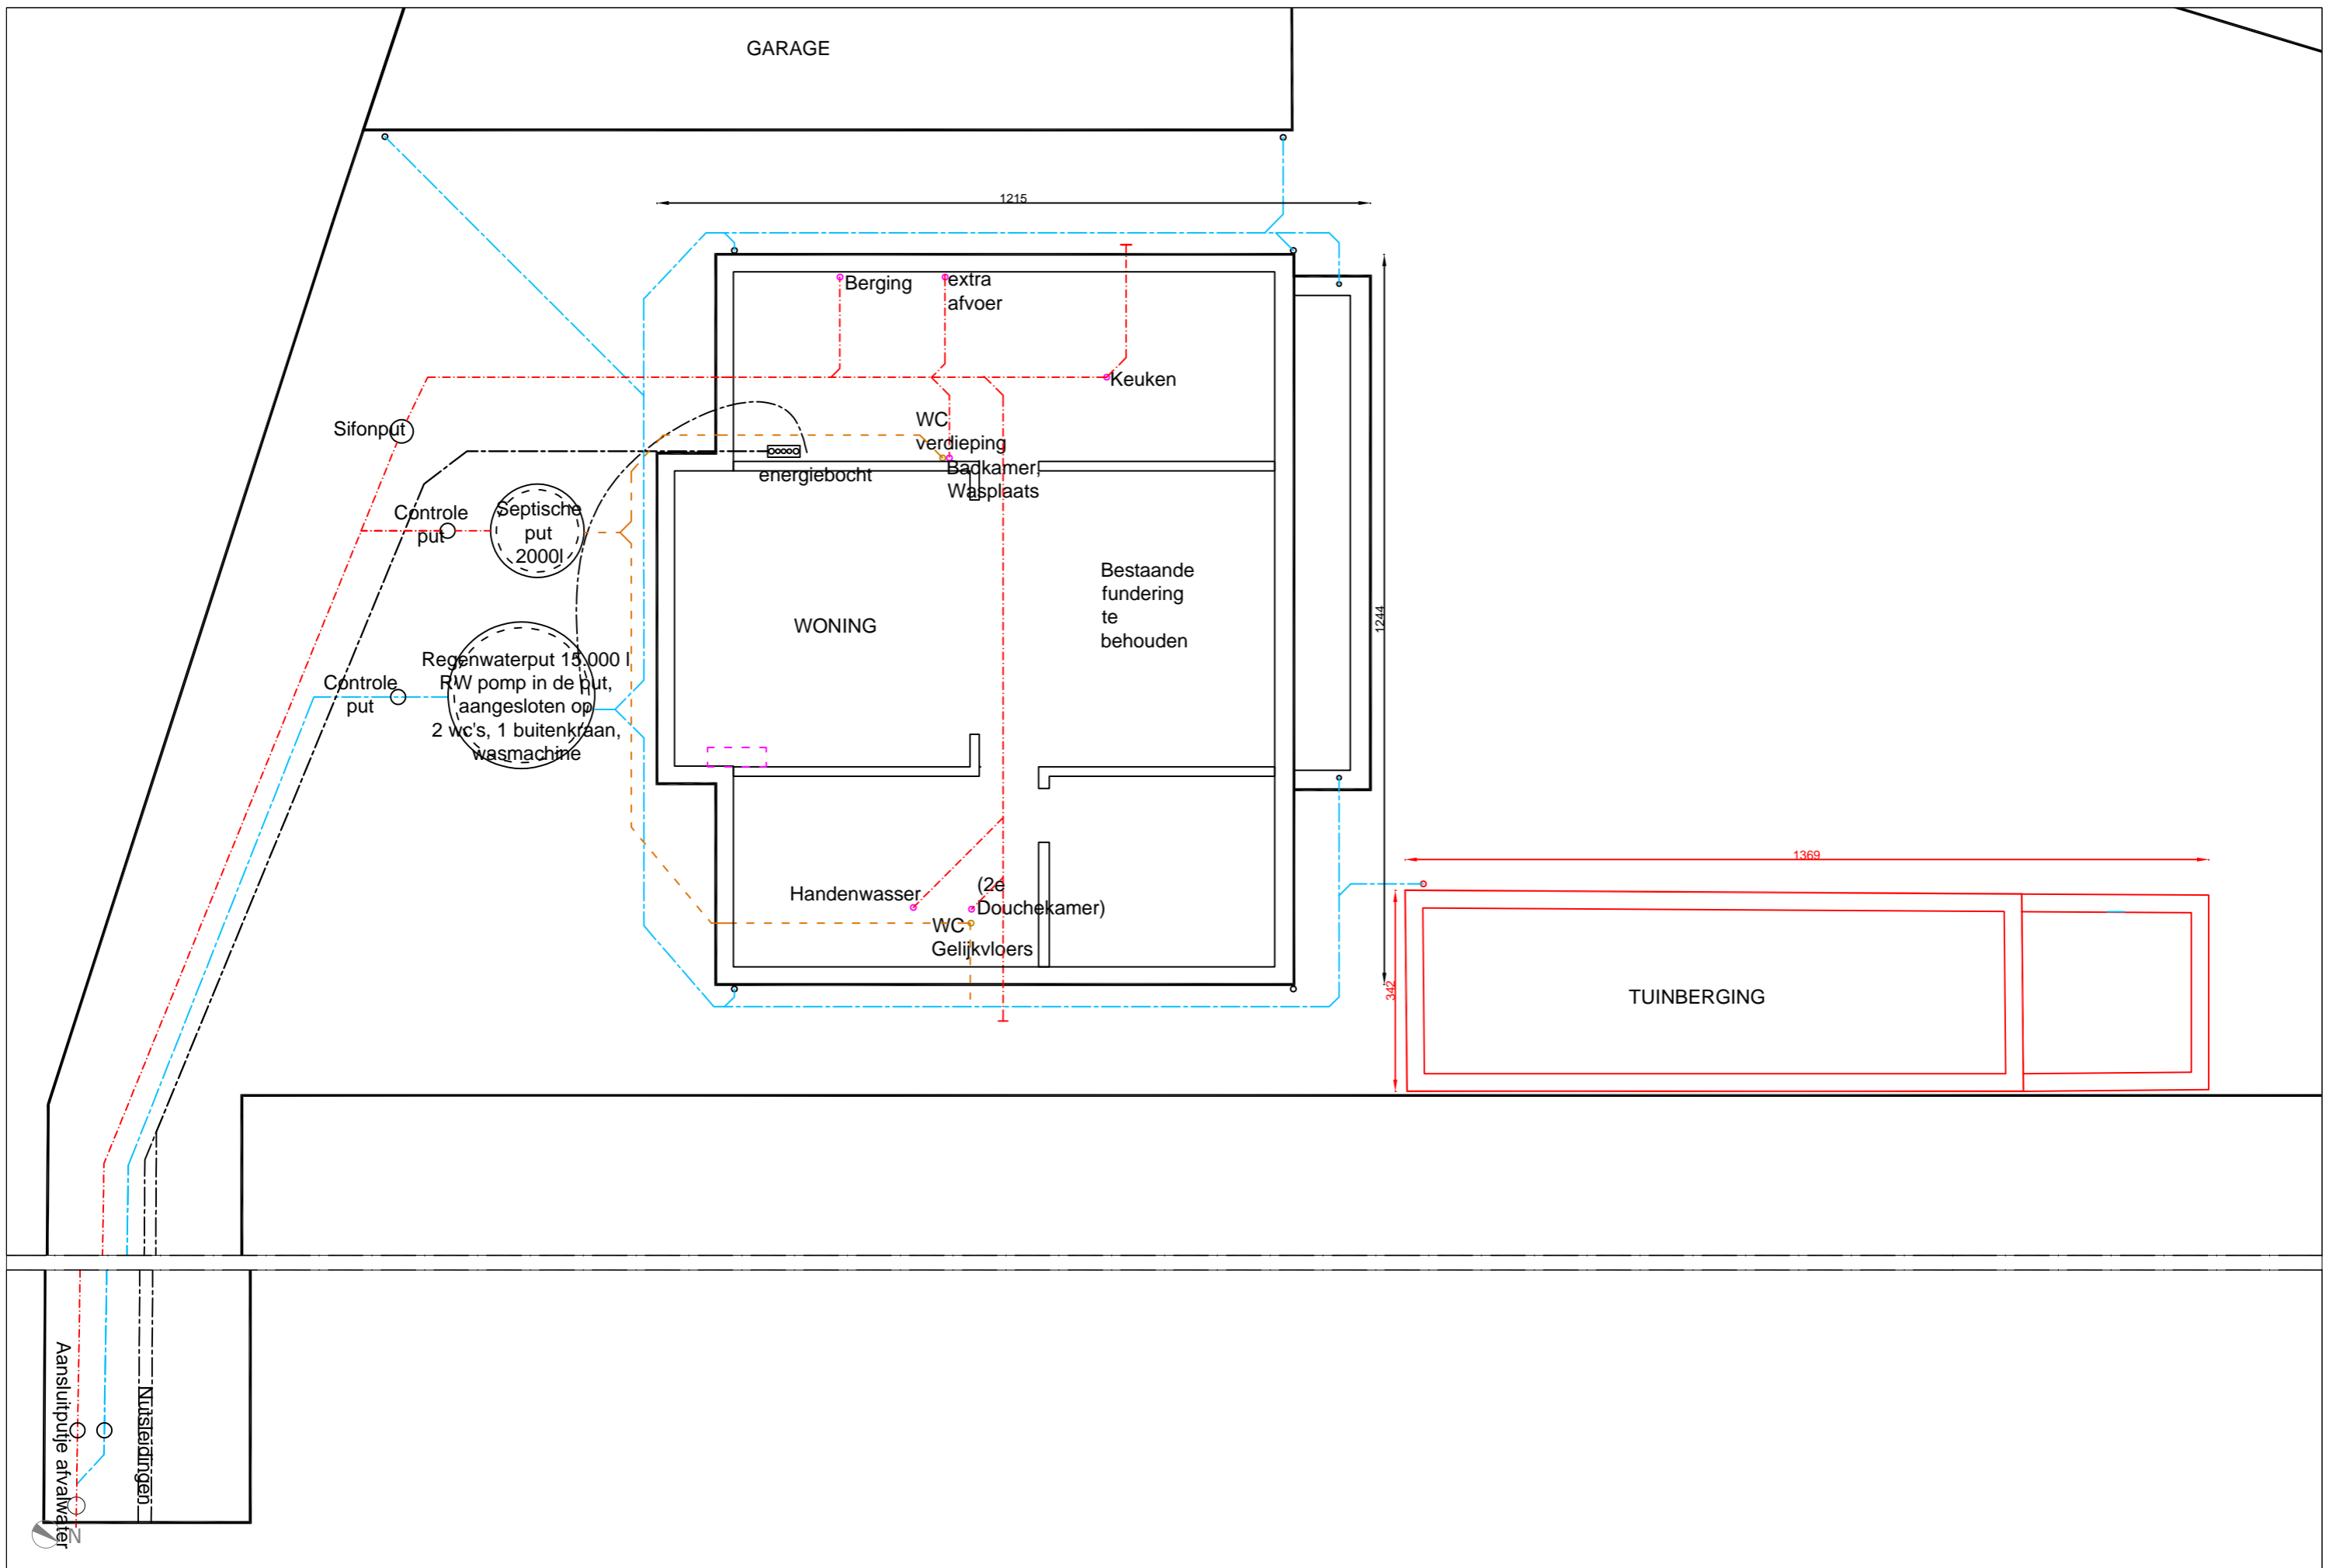 GARAGE
1215
Berging
extra
afvoer
Keuken
Sifonput
WC
verdieping
Badkamer,
Wasplaats
energiebocht
Controle
put
Septische
put
2000l
Bestaande
fundering
te
behouden
WONING
1244
Regenwaterput 15.000 l
RW pomp in de put,
aangesloten op
2 wc's, 1 buitenkraan,
wasmachine
Controle
put
1369
Handenwasser
(2e
Douchekamer)
WC
Gelijkvloers
342
TUINBERGING
Aansluitputje afvalwater
Nutsleidingen
N